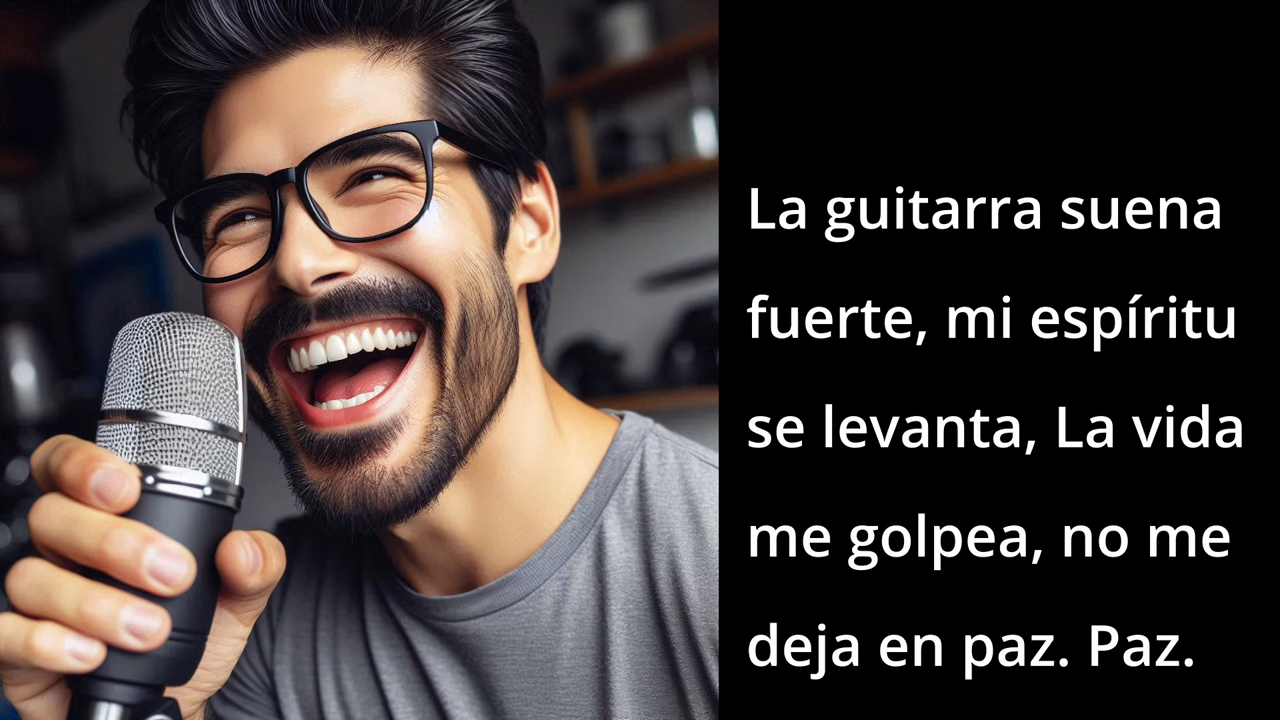 La guitarra suena
fuerte, mi espíritu
se levanta, La vida
me golpea, no me
deja en paz. Paz.